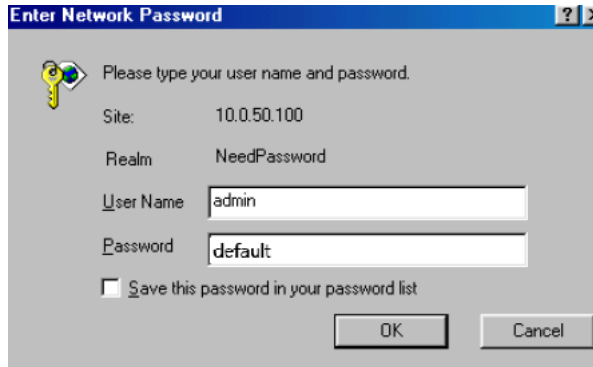 Enter Network Password
Please type your user name and password.
Site: 10.0.50.100
Realm NeedPassword
User Name admin
Password default
Save this password in your password list
OK Cancel